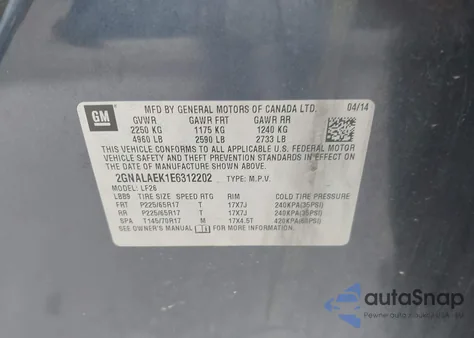 GM
MFD BY GENERAL MOTORS OF CANADA LTD. 04/14
GVWR GAWR FRT GAWR RR
2250 KG 1175 KG 1240 KG
4960 LB 2590 LB 2733 LB
THIS VEHICLE CONFORMS TO ALL APPLICABLE U.S. FEDERAL MOTOR
VEHICLE SAFETY AND THEFT PREVENTION STANDARDS IN EFFECT ON
THE DATE OF MANUFACTURE SHOWN ABOVE.
2GNALAEK1E6312202 TYPE: M.P.V.
MODEL: LF26
LBB9 TIRE SIZE SPEED RTG RIM COLD TIRE PRESSURE
FRT P225/65R17 T 17X7J 240KPA(35PSI)
RR P225/65R17 T 17X7J 240KPA(35PSI)
SPA T145/70R17 M 17X4.5T 420KPA(60PSI)
SEE OWNER'S MANUAL FOR MORE INFORMATION.
autoSnap
Pewne auto z